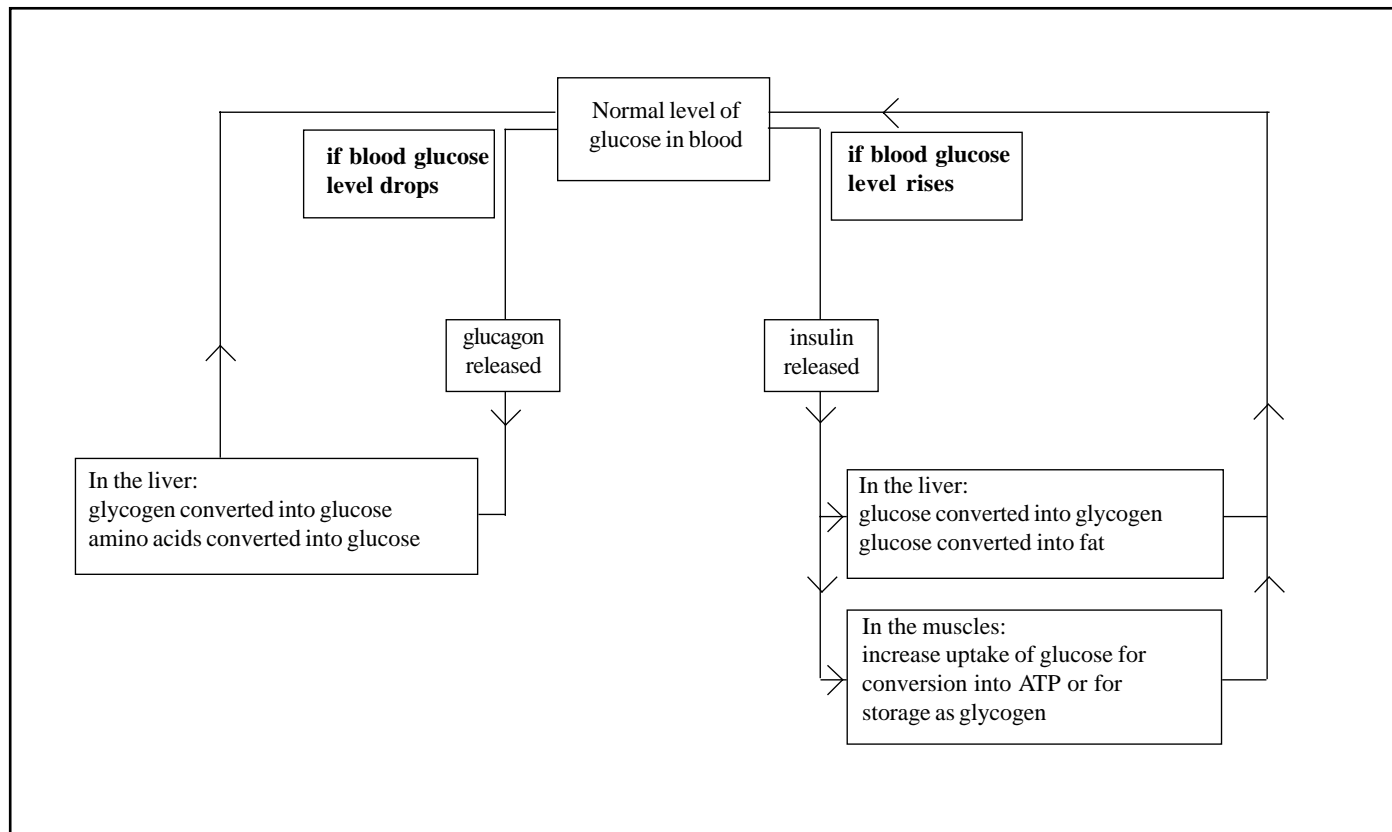 Normal level of
glucose in blood
if blood glucose
level drops
if blood glucose
level rises
glucagon
released
insulin
released
In the liver:
glycogen converted into glucose
amino acids converted into glucose
In the liver:
glucose converted into glycogen
glucose converted into fat
In the muscles:
increase uptake of glucose for
conversion into ATP or for
storage as glycogen